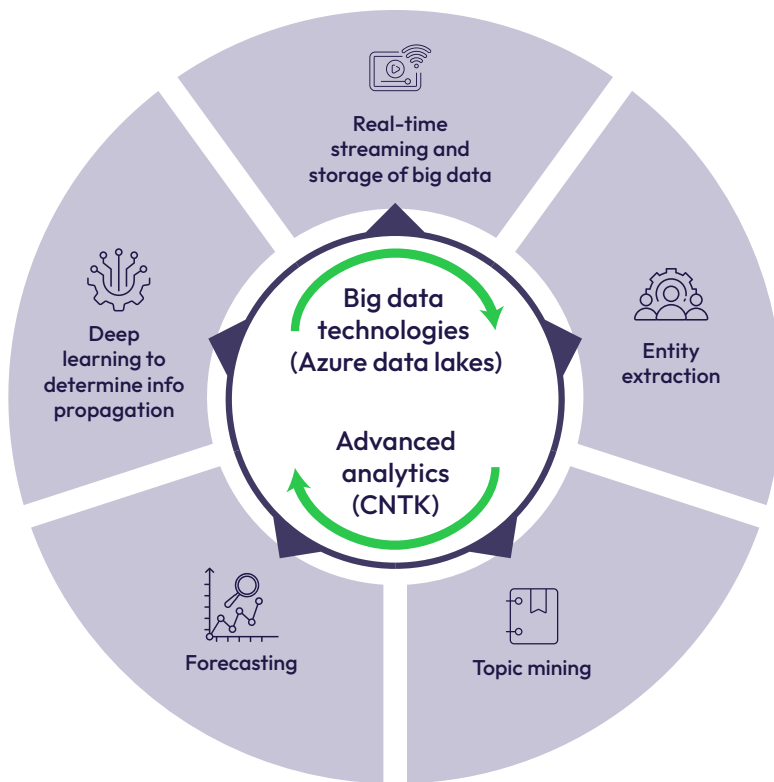 Real-time
streaming and
storage of big data
Entity
extraction
Topic mining
Forecasting
Deep
learning to
determine info
propagation
Big data
technologies
(Azure data lakes)
Advanced
analytics
(CNTK)